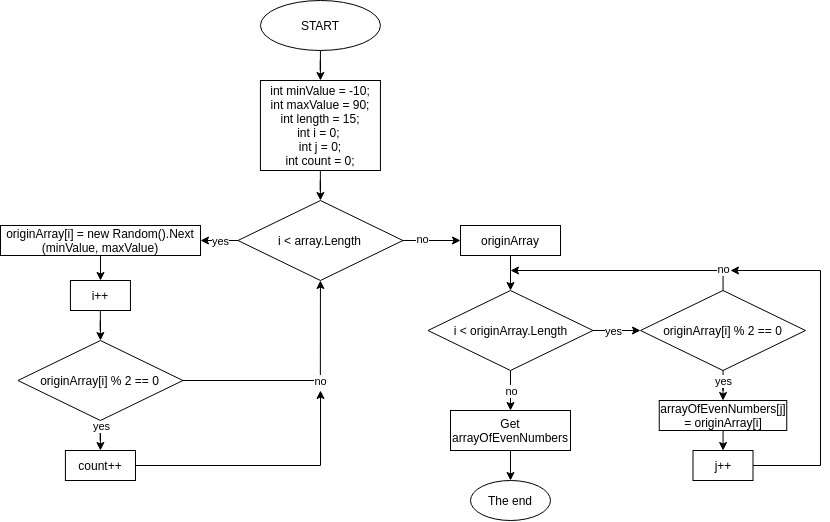 START
int minValue = -10;
int maxValue = 90;
int length = 15;
int i = 0;
int j = 0;
int count = 0;
i < array.Length
yes
no
originArray[i] = new Random().Next
(minValue, maxValue)
i++
originArray[i] % 2 == 0
no
yes
count++
originArray
i < originArray.Length
yes
no
originArray[i] % 2 == 0
no
yes
arrayOfEvenNumbers[j]
= originArray[i]
j++
Get
arrayOfEvenNumbers
The end